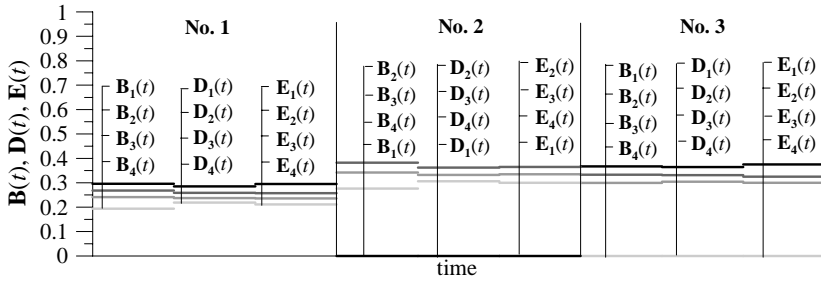 1
0.9
0.8
0.7
0.6
0.5
0.4
0.3
0.2
0.1
0
B(t), D(t), E(t)
No. 1
B₁(t)
B₂(t)
B₃(t)
B₄(t)
D₁(t)
D₂(t)
D₃(t)
D₄(t)
E₁(t)
E₂(t)
E₃(t)
E₄(t)
No. 2
B₂(t)
B₃(t)
B₄(t)
B₁(t)
D₂(t)
D₃(t)
D₄(t)
D₁(t)
E₂(t)
E₃(t)
E₄(t)
E₁(t)
No. 3
B₁(t)
B₂(t)
B₃(t)
B₄(t)
D₁(t)
D₂(t)
D₃(t)
D₄(t)
E₁(t)
E₂(t)
E₃(t)
E₄(t)
time